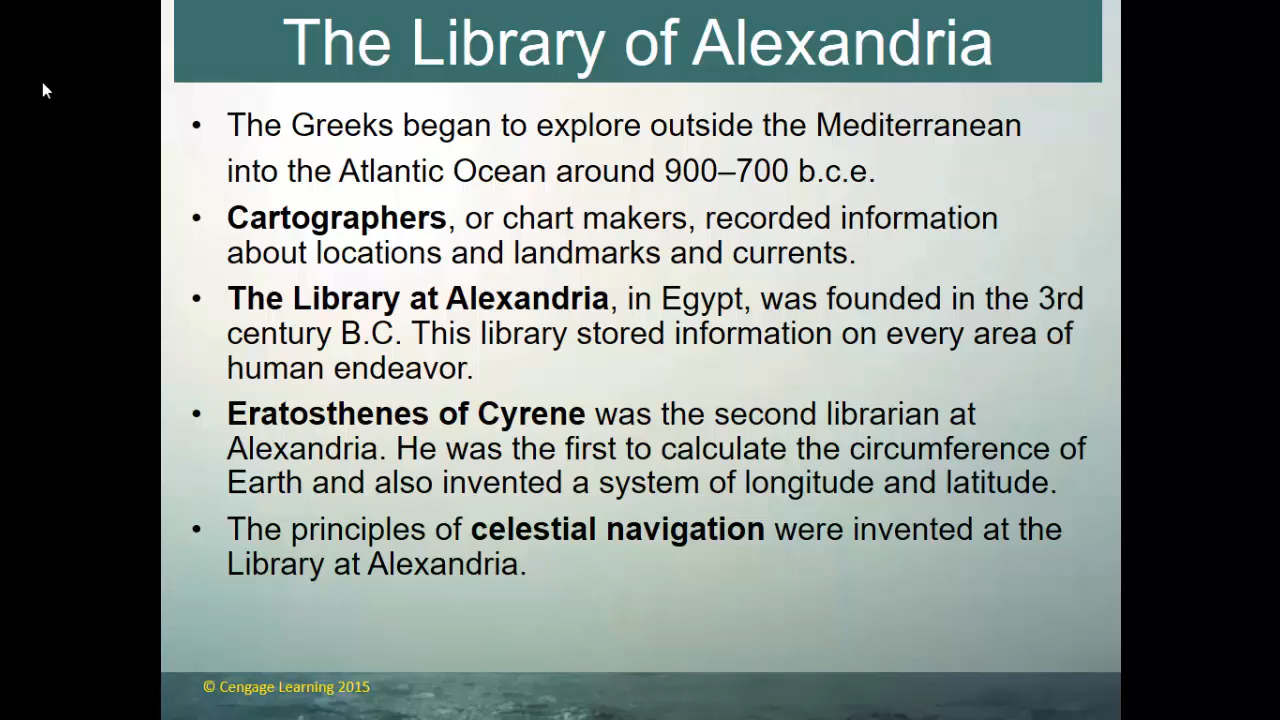 The Library of Alexandria
• The Greeks began to explore outside the Mediterranean
into the Atlantic Ocean around 900–700 b.c.e.
• Cartographers, or chart makers, recorded information
about locations and landmarks and currents.
• The Library at Alexandria, in Egypt, was founded in the 3rd
century B.C. This library stored information on every area of
human endeavor.
• Eratosthenes of Cyrene was the second librarian at
Alexandria. He was the first to calculate the circumference of
Earth and also invented a system of longitude and latitude.
• The principles of celestial navigation were invented at the
Library at Alexandria.
© Cengage Learning 2015